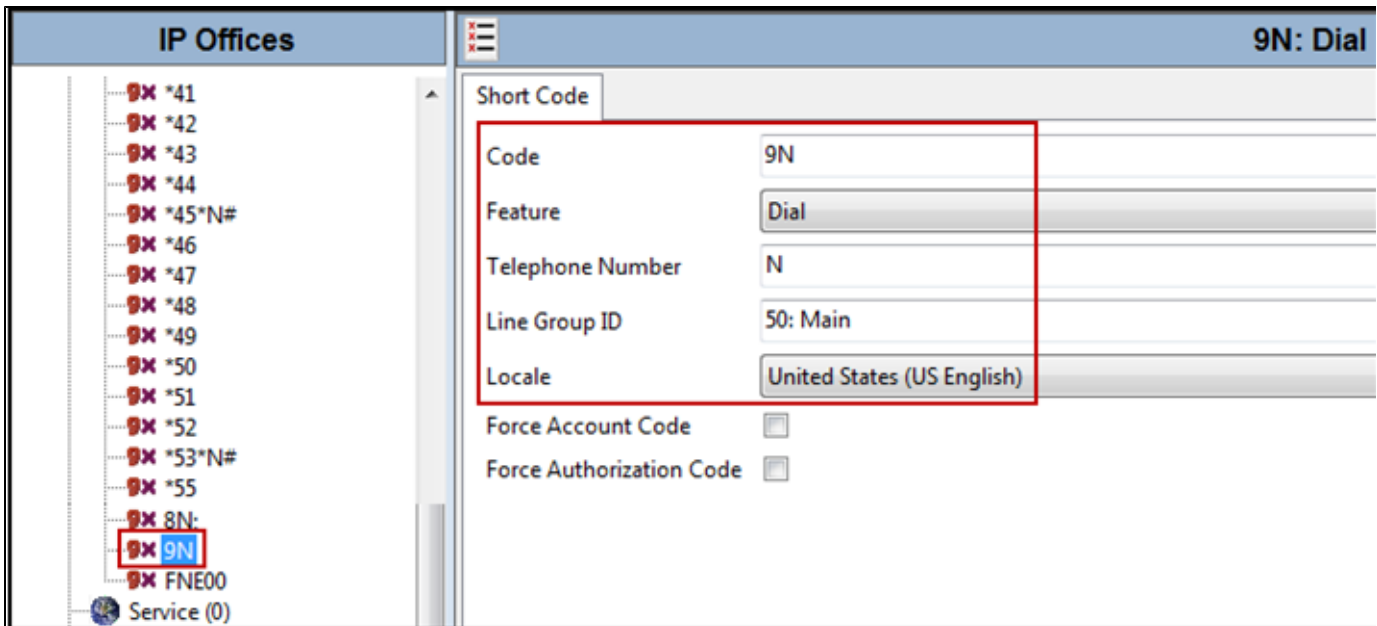 IP Offices
*41
*42
*43
*44
*45*N#
*46
*47
*48
*49
*50
*51
*52
*53*N#
*55
8N:
9N
FNE00
Service (0)
9N: Dial
Short Code
Code 9N
Feature Dial
Telephone Number N
Line Group ID 50: Main
Locale United States (US English)
Force Account Code
Force Authorization Code